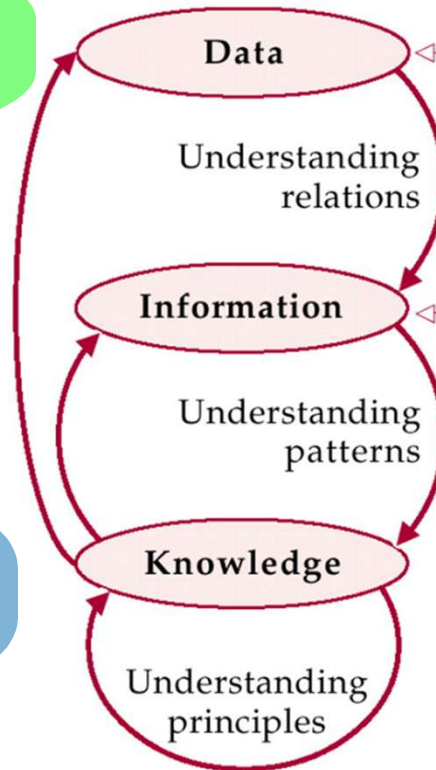 Data
Understanding
relations
Information
Understanding
patterns
Knowledge
Understanding
principles